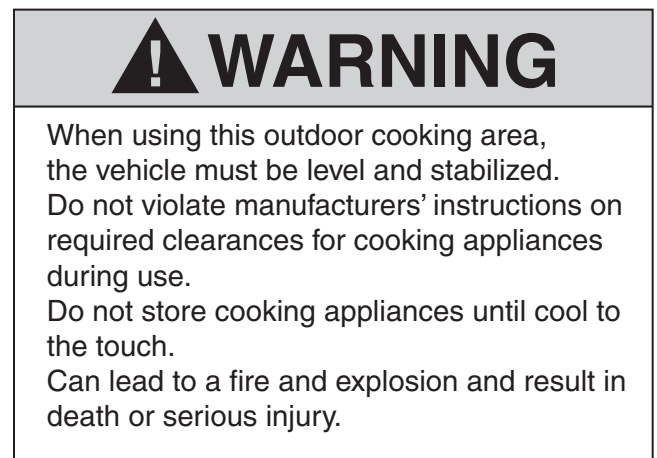 WARNING
When using this outdoor cooking area,
the vehicle must be level and stabilized.
Do not violate manufacturers’ instructions on
required clearances for cooking appliances
during use.
Do not store cooking appliances until cool to
the touch.
Can lead to a fire and explosion and result in
death or serious injury.